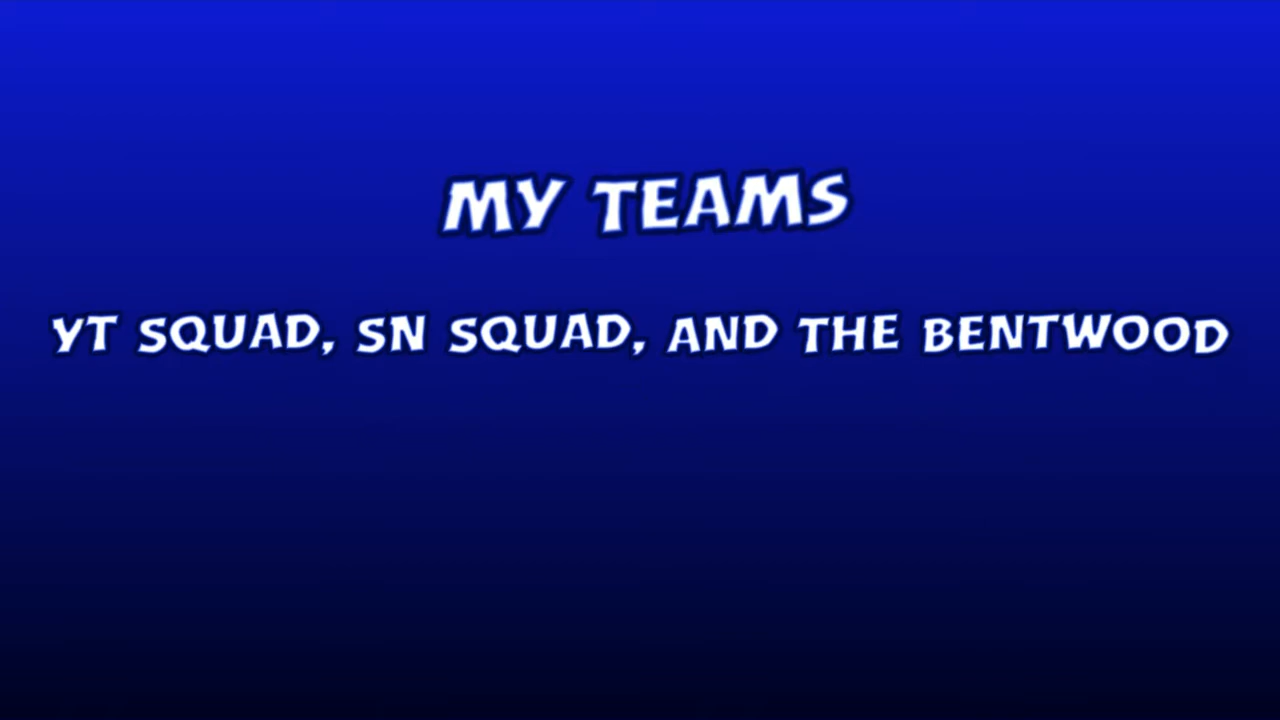 MY TEAMS
YT SQUAD, SN SQUAD, AND THE BENTWOOD